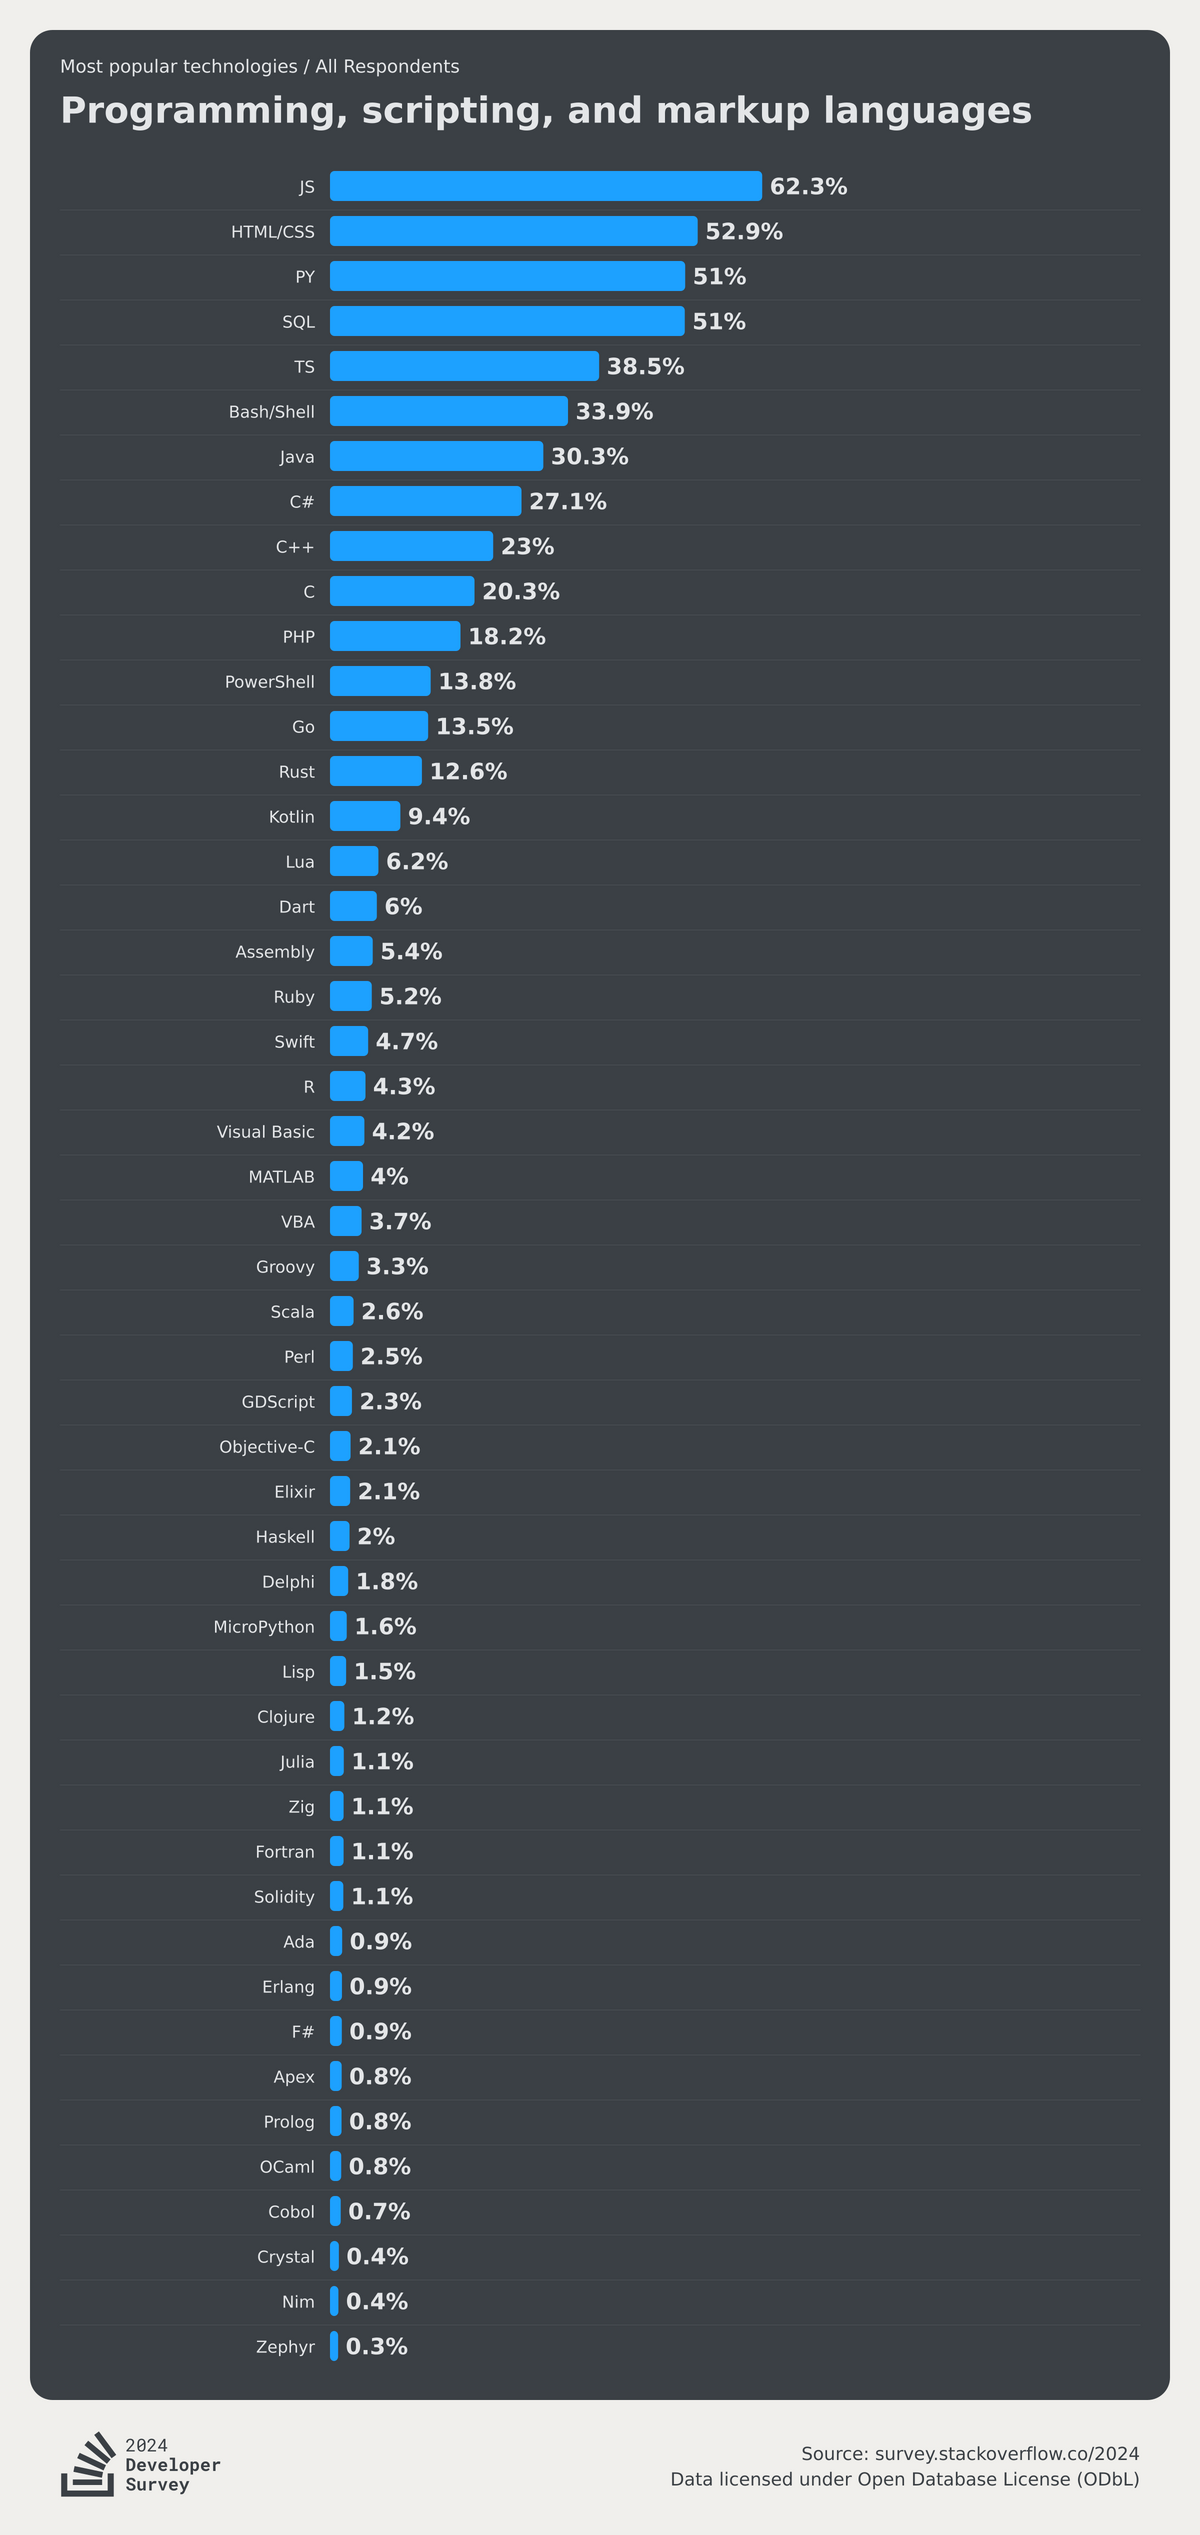 Most popular technologies / All Respondents
Programming, scripting, and markup languages
JS 62.3%
HTML/CSS 52.9%
PY 51%
SQL 51%
TS 38.5%
Bash/Shell 33.9%
Java 30.3%
C# 27.1%
C++ 23%
C 20.3%
PHP 18.2%
PowerShell 13.8%
Go 13.5%
Rust 12.6%
Kotlin 9.4%
Lua 6.2%
Dart 6%
Assembly 5.4%
Ruby 5.2%
Swift 4.7%
R 4.3%
Visual Basic 4.2%
MATLAB 4%
VBA 3.7%
Groovy 3.3%
Scala 2.6%
Perl 2.5%
GDScript 2.3%
Objective-C 2.1%
Elixir 2.1%
Haskell 2%
Delphi 1.8%
MicroPython 1.6%
Lisp 1.5%
Clojure 1.2%
Julia 1.1%
Zig 1.1%
Fortran 1.1%
Solidity 1.1%
Ada 0.9%
Erlang 0.9%
F# 0.9%
Apex 0.8%
Prolog 0.8%
OCaml 0.8%
Cobol 0.7%
Crystal 0.4%
Nim 0.4%
Zephyr 0.3%
2024
Developer
Survey
Source: survey.stackoverflow.co/2024
Data licensed under Open Database License (ODbL)